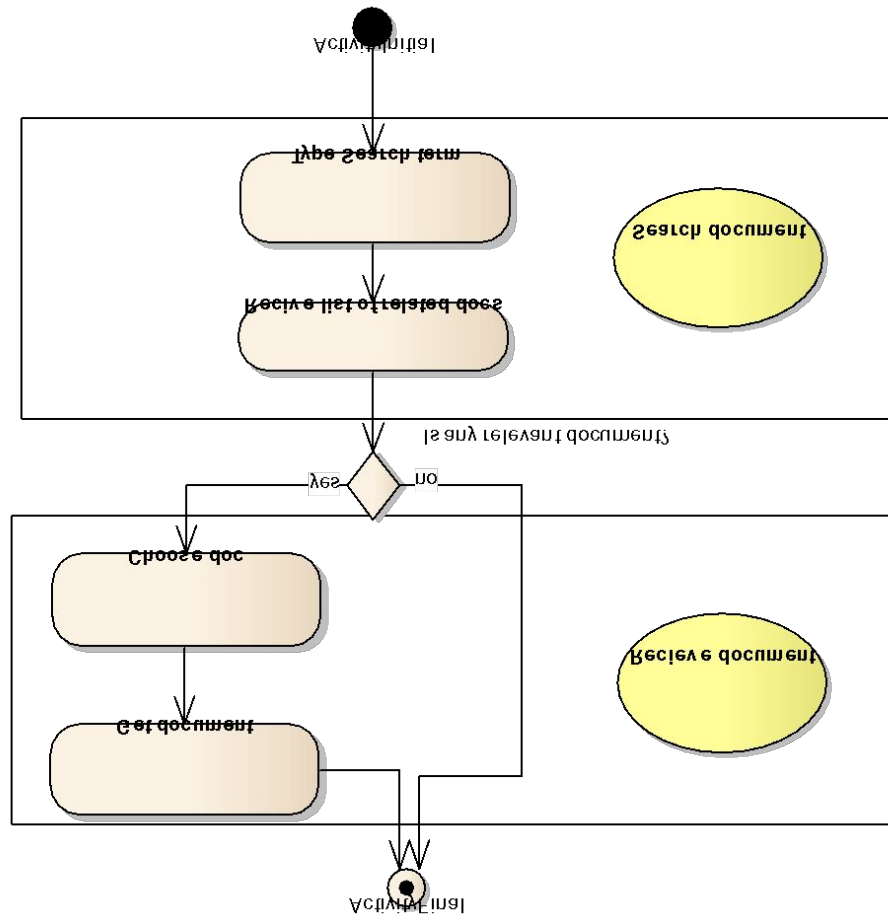 ActivityInitial
Type Search term
Search document
Recive list of related docs
Is any relevant document?
yes
no
Choose doc
Recieve document
Get document
ActivityFinal